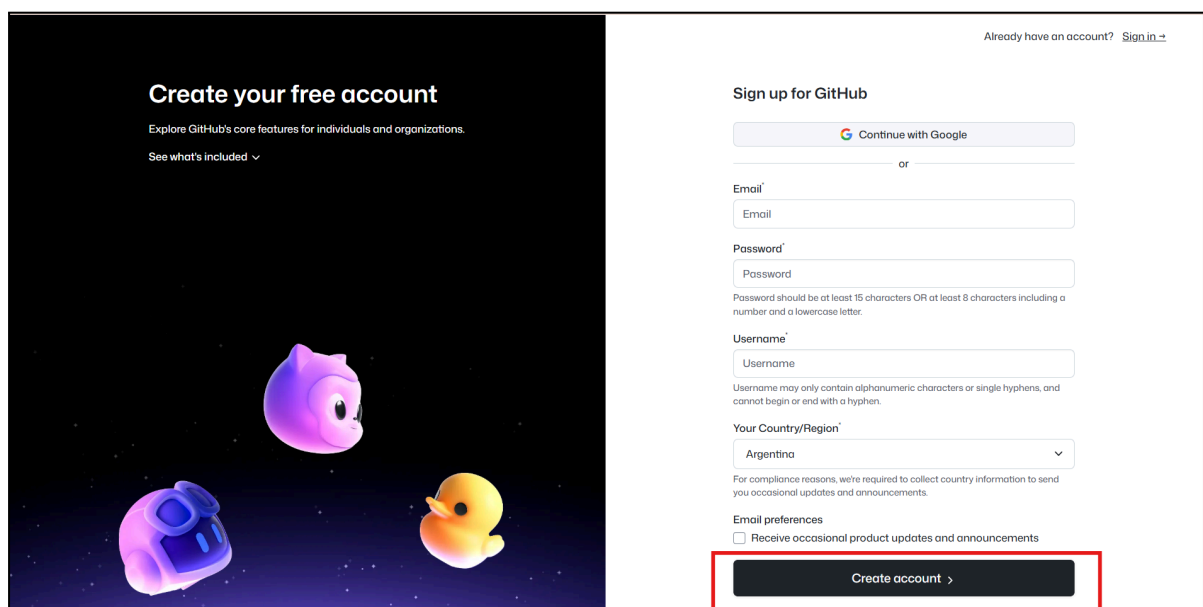 Already have an account? Sign in →
Create your free account
Explore GitHub's core features for individuals and organizations.
See what's included
Sign up for GitHub
Continue with Google
or
Email*
Email
Password*
Password
Password should be at least 15 characters OR at least 8 characters including a
number and a lowercase letter.
Username*
Username
Username may only contain alphanumeric characters or single hyphens, and
cannot begin or end with a hyphen.
Your Country/Region*
Argentina
For compliance reasons, we're required to collect country information to send
you occasional updates and announcements.
Email preferences
Receive occasional product updates and announcements
Create account